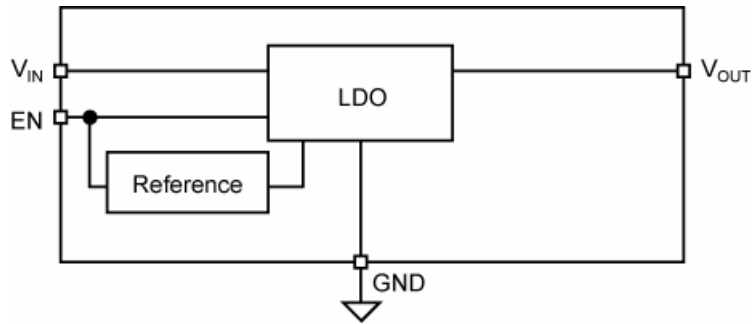 VIN
LDO
VOUT
EN
Reference
GND